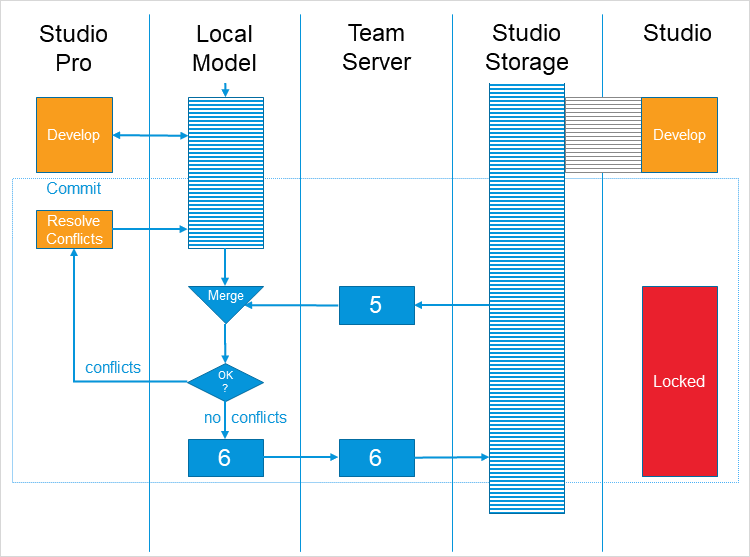 Studio
Pro
Local
Model
Team
Server
Studio
Storage
Studio
Develop
Develop
Commit
Resolve
Conflicts
Merge
5
conflicts
OK
?
Locked
no conflicts
6
6